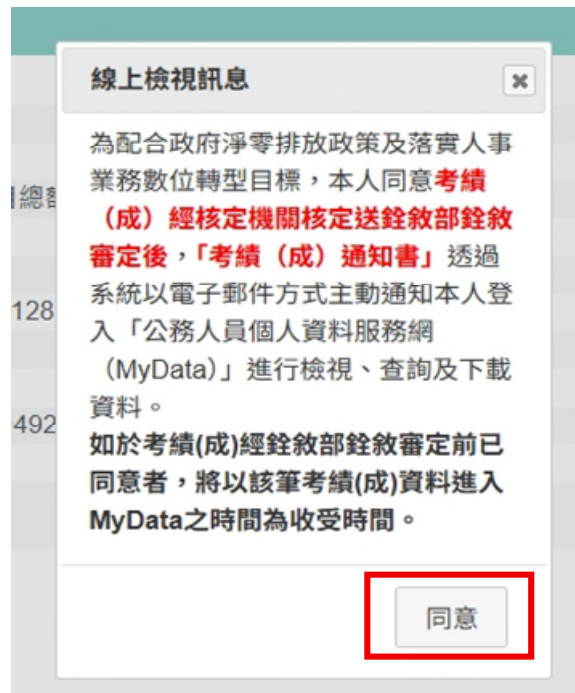 線上檢視訊息
為配合政府淨零排放政策及落實人事
業務數位轉型目標,本人同意考績
(成)經核定機關核定送銓敘部銓敘
審定後,「考績(成)通知書」透過
系統以電子郵件方式主動通知本人登
入「公務人員個人資料服務網
(MyData)」進行檢視、查詢及下載
資料。
如於考績(成)經銓敘部銓敘審定前已
同意者,將以該筆考績(成)資料進入
MyData之時間為收受時間。
同意
總
128
492